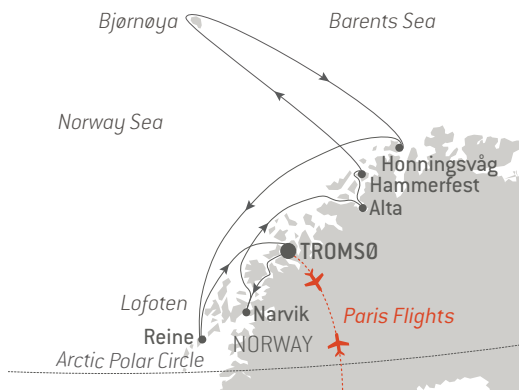 Bjørnøya
Barents Sea
Norway Sea
Honningsvåg
Hammerfest
Alta
TROMSØ
Lofoten
Narvik
Paris Flights
Reine
NORWAY
Arctic Polar Circle